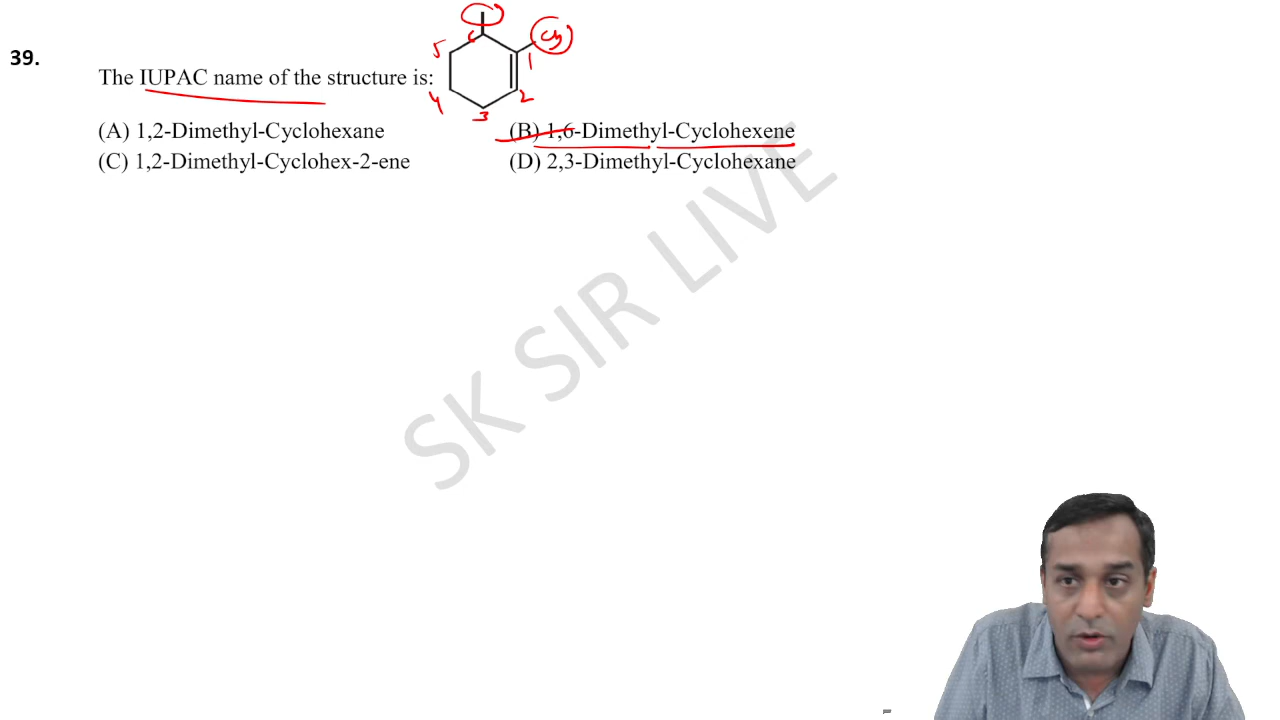 39.
The IUPAC name of the structure is:
CH3
1
2
3
4
5
6
(A) 1,2-Dimethyl-Cyclohexane
(B) 1,6-Dimethyl-Cyclohexene
(C) 1,2-Dimethyl-Cyclohex-2-ene
(D) 2,3-Dimethyl-Cyclohexane
SK SIR LIVE